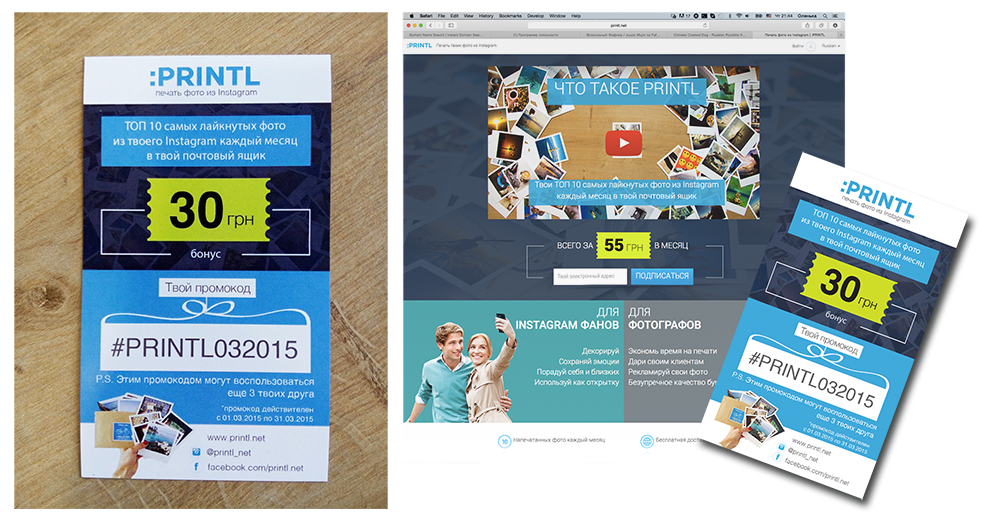 :PRINTL
печать фото из Instagram
ТОП 10 самых лайкнутых фото
из твоего Instagram каждый месяц
в твой почтовый ящик
30 грн
бонус
Твой промокод
#PRINTL032015
P.S. Этим промокодом могут воспользоваться
еще 3 твоих друга
*промокод действителен
с 01.03.2015 по 31.03.2015
www.printl.net
@printl_net
facebook.com/printl.net
Safari File Edit View History Bookmarks Develop Window Help
Чт 21:44 Оленька
printl.net
:PRINTL Печать твоих фото из Instagram
Войти Russian
ЧТО ТАКОЕ PRINTL
Твои ТОП 10 самых лайкнутых фото из Instagram
каждый месяц в твой почтовый ящик
ВСЕГО ЗА 55 ГРН В МЕСЯЦ
Твой электронный адрес ПОДПИСАТЬСЯ
ДЛЯ
INSTAGRAM ФАНОВ
Декорируй
Сохраняй эмоции
Порадуй себя и близких
Используй как открытку
ДЛЯ
ФОТОГРАФОВ
Экономь время на печати
Дари своим клиентам
Рекламируй свои фото
Безупречное качество
10 Напечатанных фото каждый месяц
Бесплатная
:PRINTL
печать фото из Instagram
ТОП 10 самых лайкнутых фото
из твоего Instagram каждый месяц
в твой почтовый ящик
30 грн
бонус
Твой промокод
#PRINTL032015
P.S. Этим промокодом могут воспользоваться
еще 3 твоих друга
*промокод действителен
с 01.03.2015 по 31.03.2015
www.printl.net
@printl_net
facebook.com/printl.net